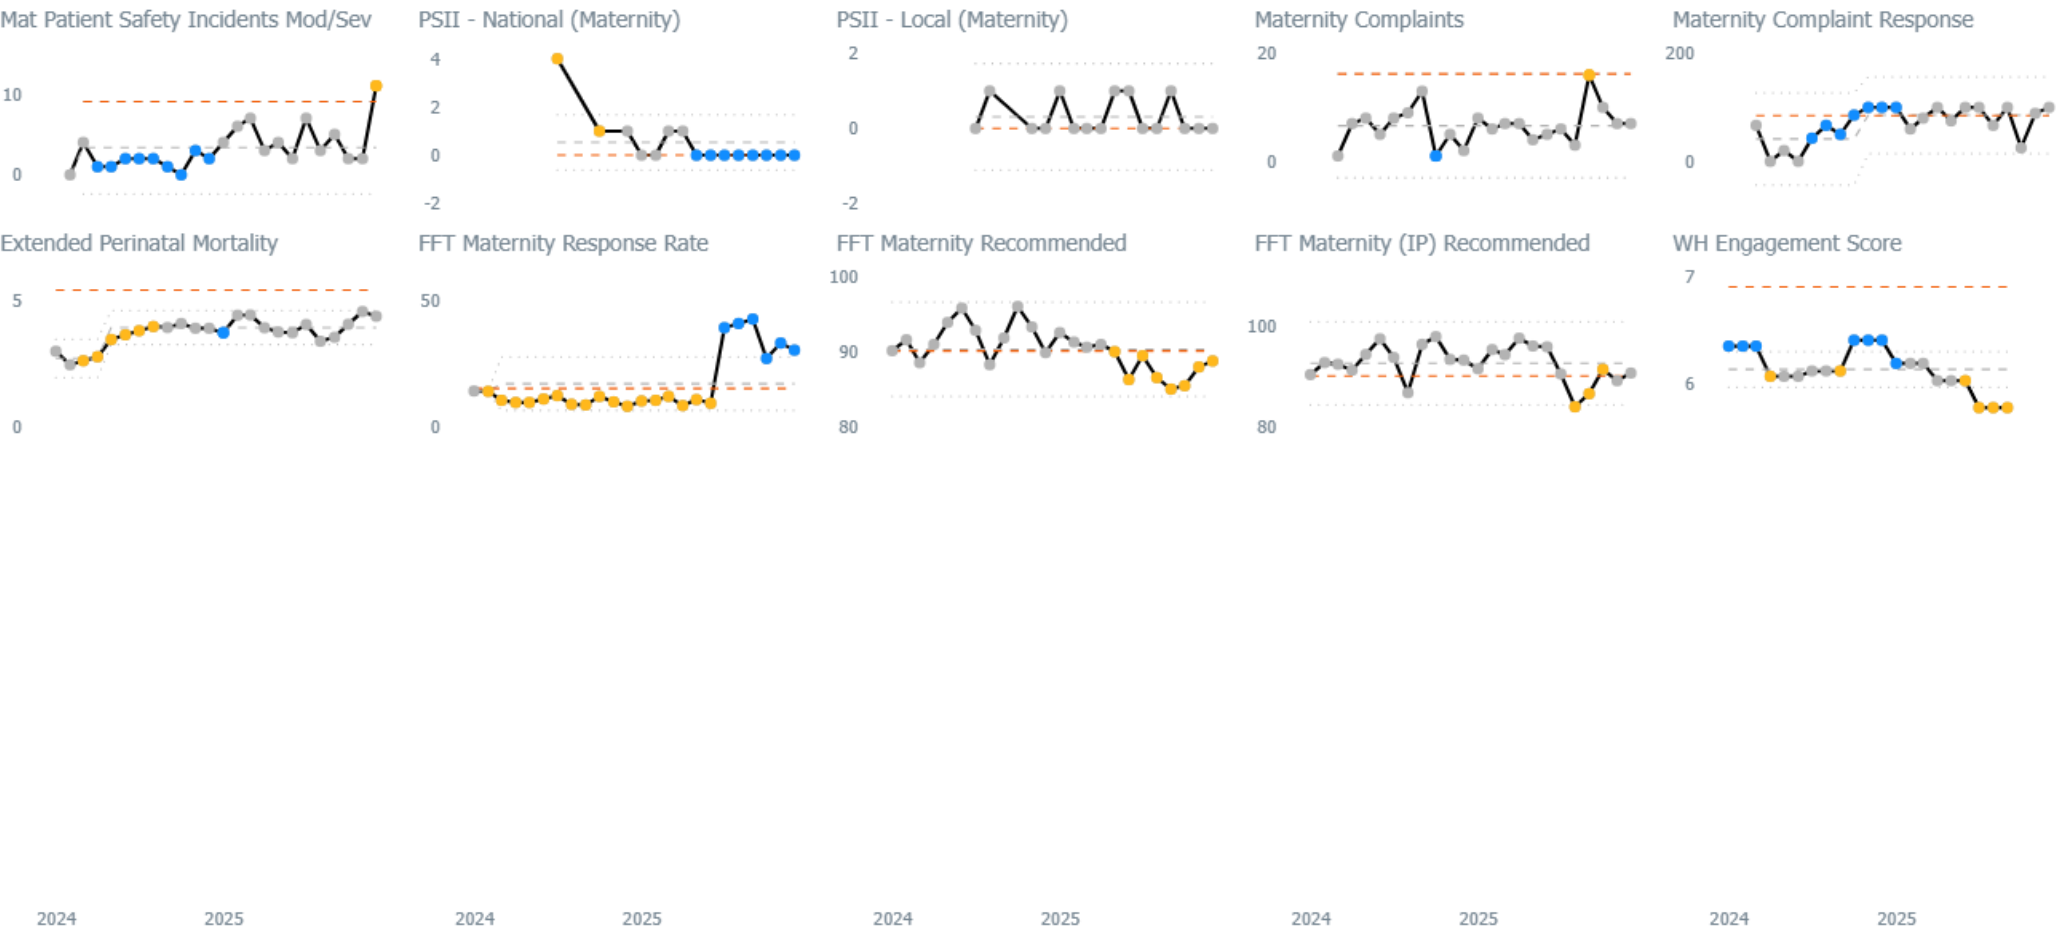 Mat Patient Safety Incidents Mod/Sev
10
0
PSII - National (Maternity)
4
2
0
-2
PSII - Local (Maternity)
2
0
-2
Maternity Complaints
20
0
Maternity Complaint Response
200
0
Extended Perinatal Mortality
5
0
FFT Maternity Response Rate
50
0
FFT Maternity Recommended
100
90
80
FFT Maternity (IP) Recommended
100
80
WH Engagement Score
7
6
2024 2025
2024 2025
2024 2025
2024 2025
2024 2025